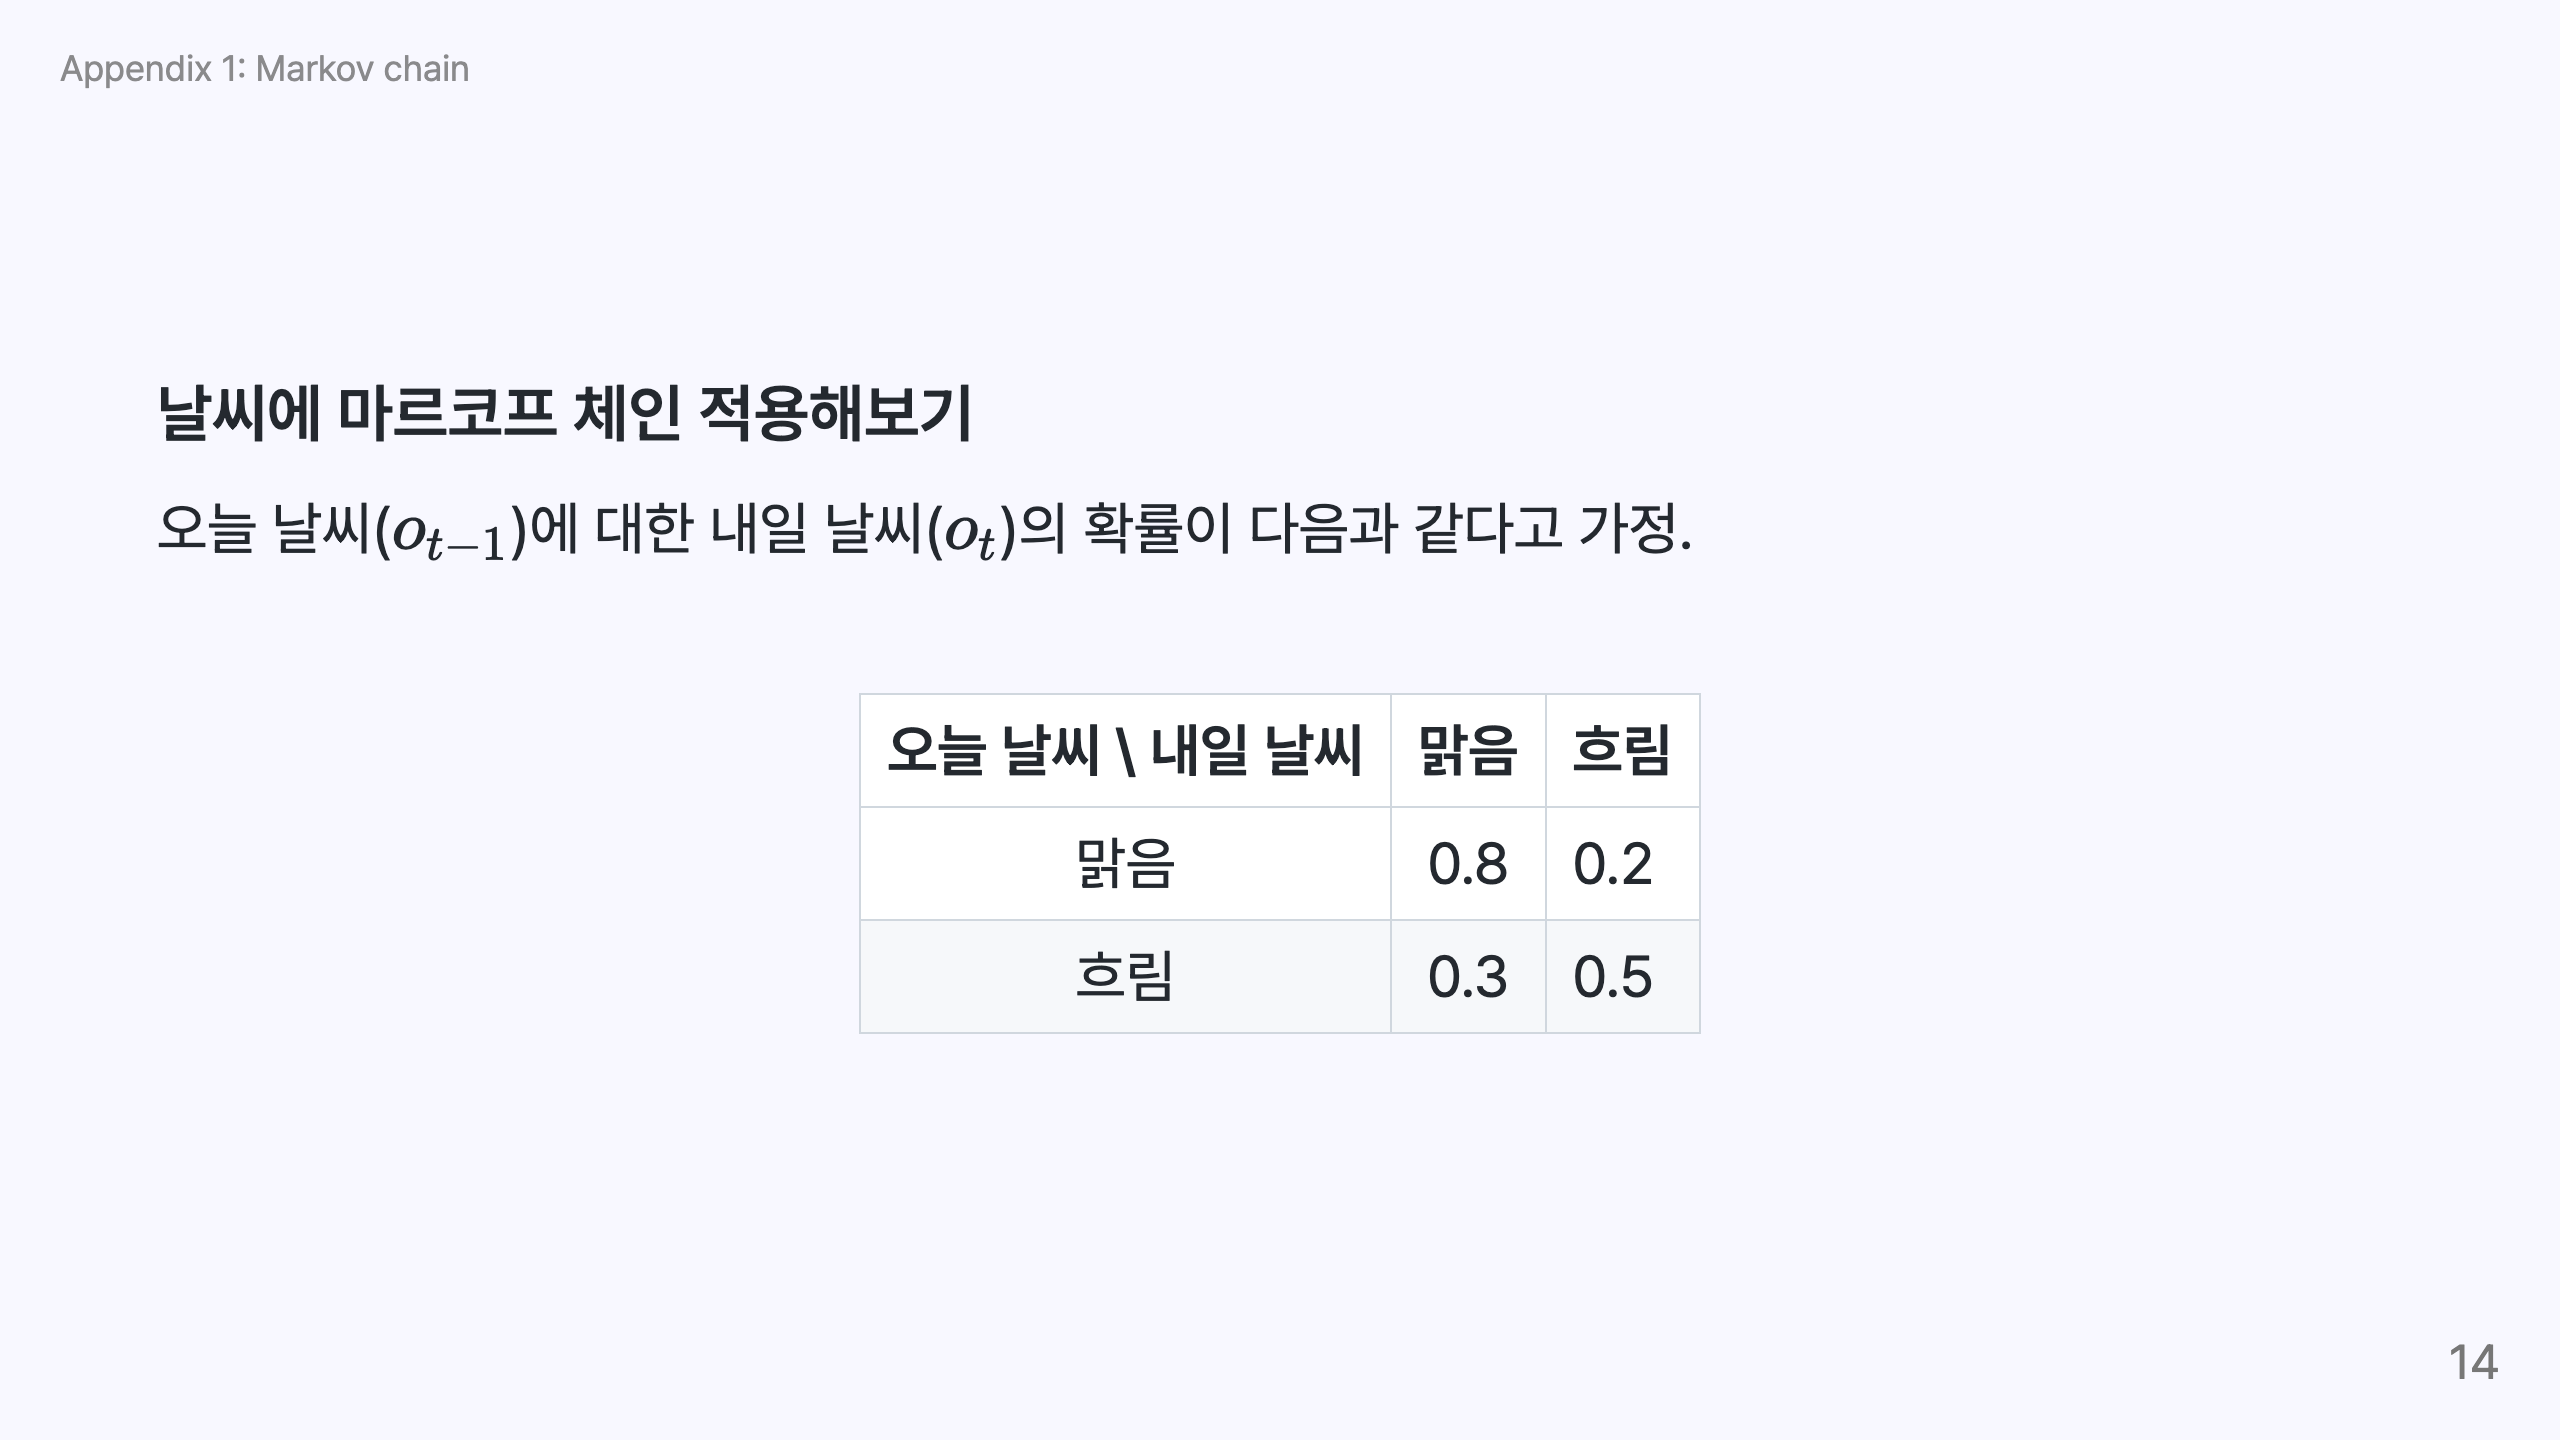 Appendix 1: Markov chain
날씨에 마르코프 체인 적용해보기
오늘 날씨(o_{t-1})에 대한 내일 날씨(o_t)의 확률이 다음과 같다고 가정.
오늘 날씨 \ 내일 날씨 맑음 흐림
맑음 0.8 0.2
흐림 0.3 0.5
14